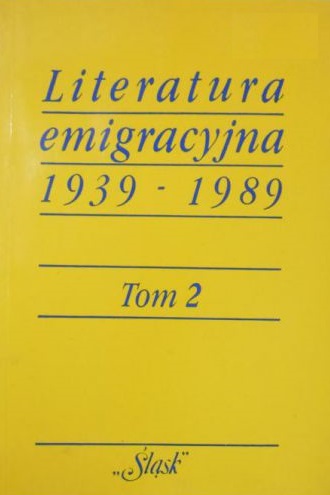 Literatura
emigracyjna
1939 - 1989
Tom 2
„Śląsk”